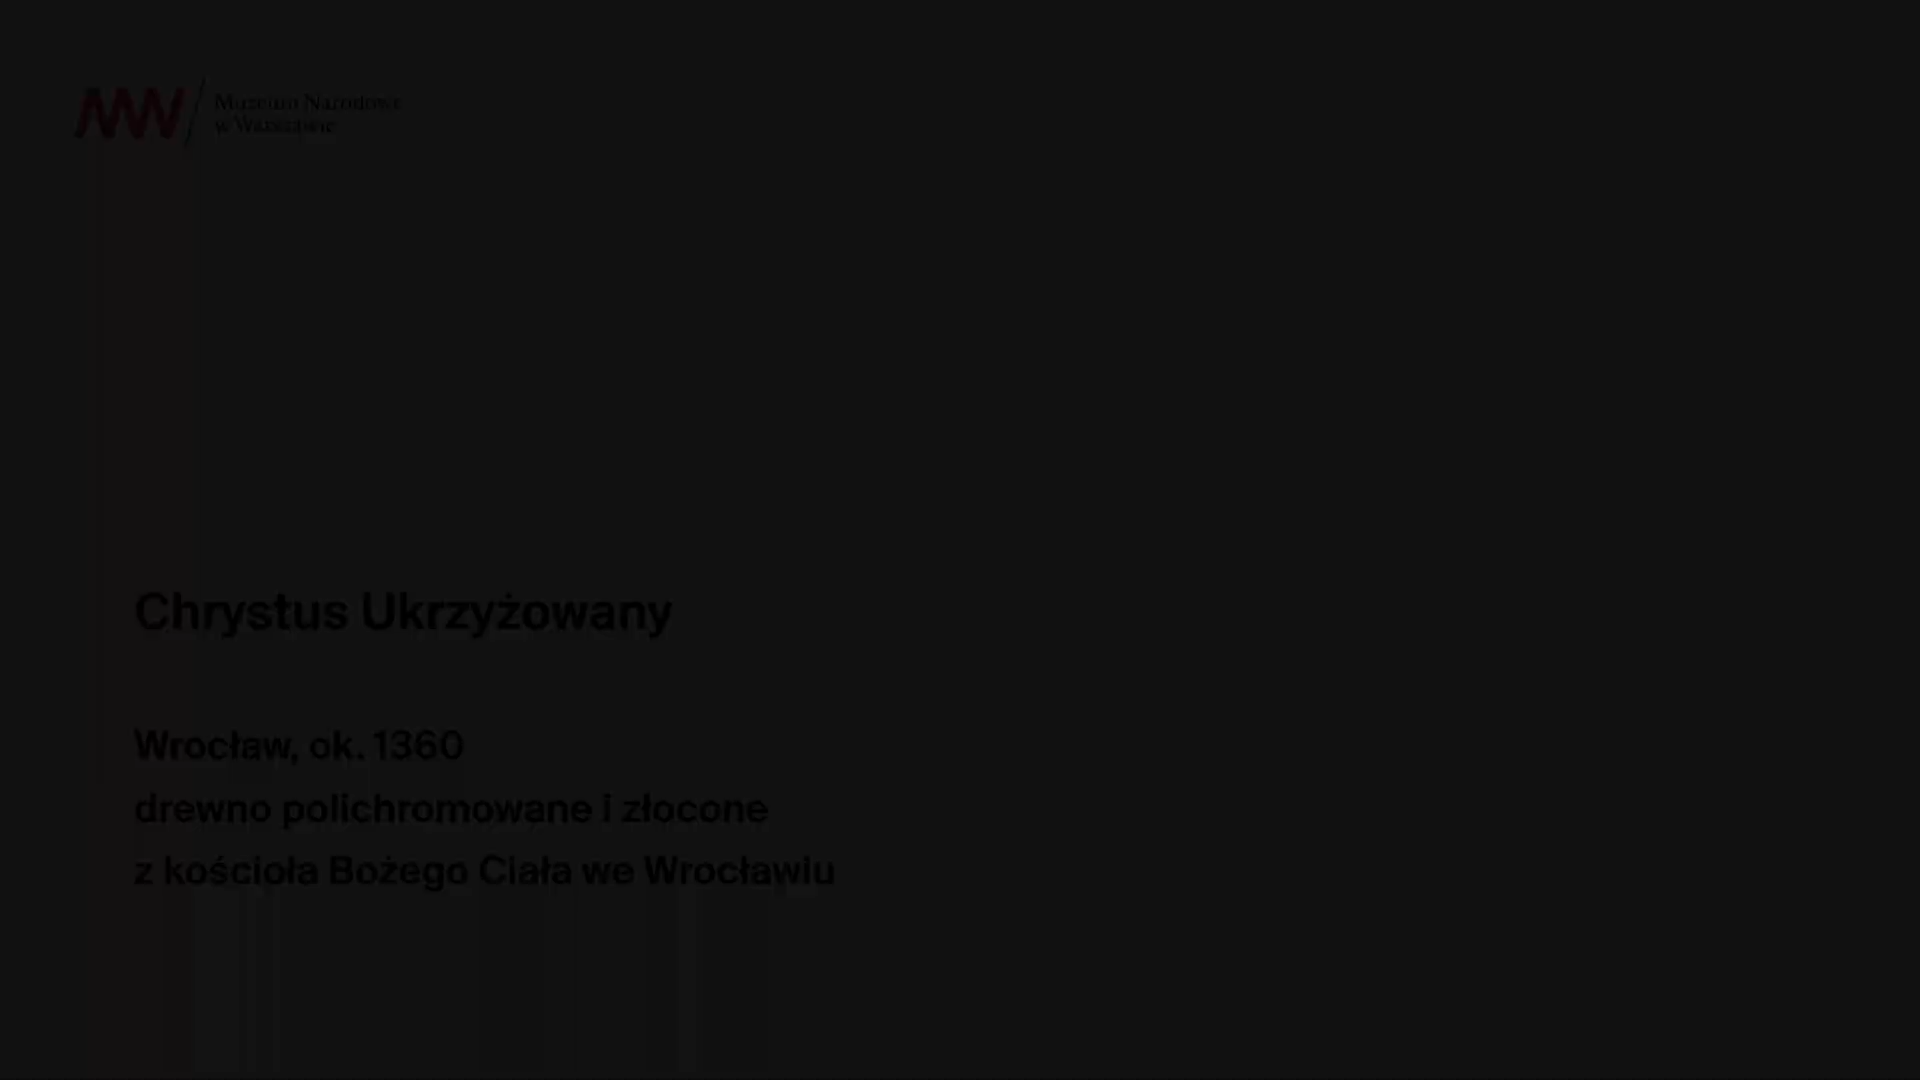 Muzeum Narodowe
w Warszawie
Chrystus Ukrzyżowany
Wrocław, ok. 1360
drewno polichromowane i złocone
z kościoła Bożego Ciała we Wrocławiu